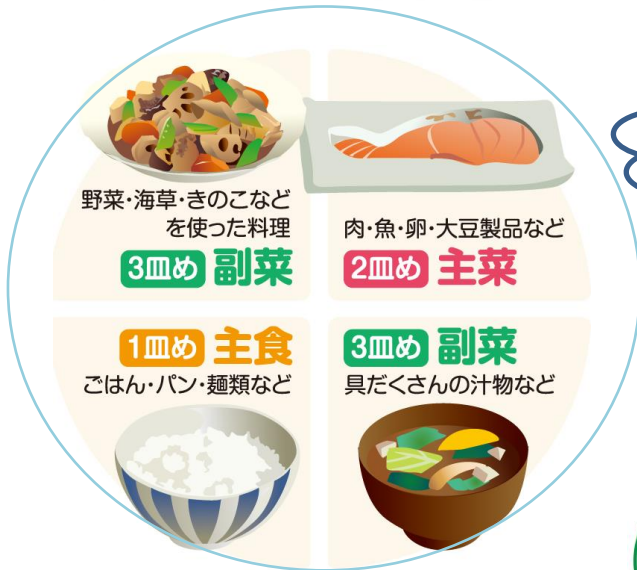 野菜・海草・きのこなど
を使った料理
3皿め 副菜
肉・魚・卵・大豆製品など
2皿め 主菜
1皿め 主食
ごはん・パン・麺類など
3皿め 副菜
具だくさんの汁物など